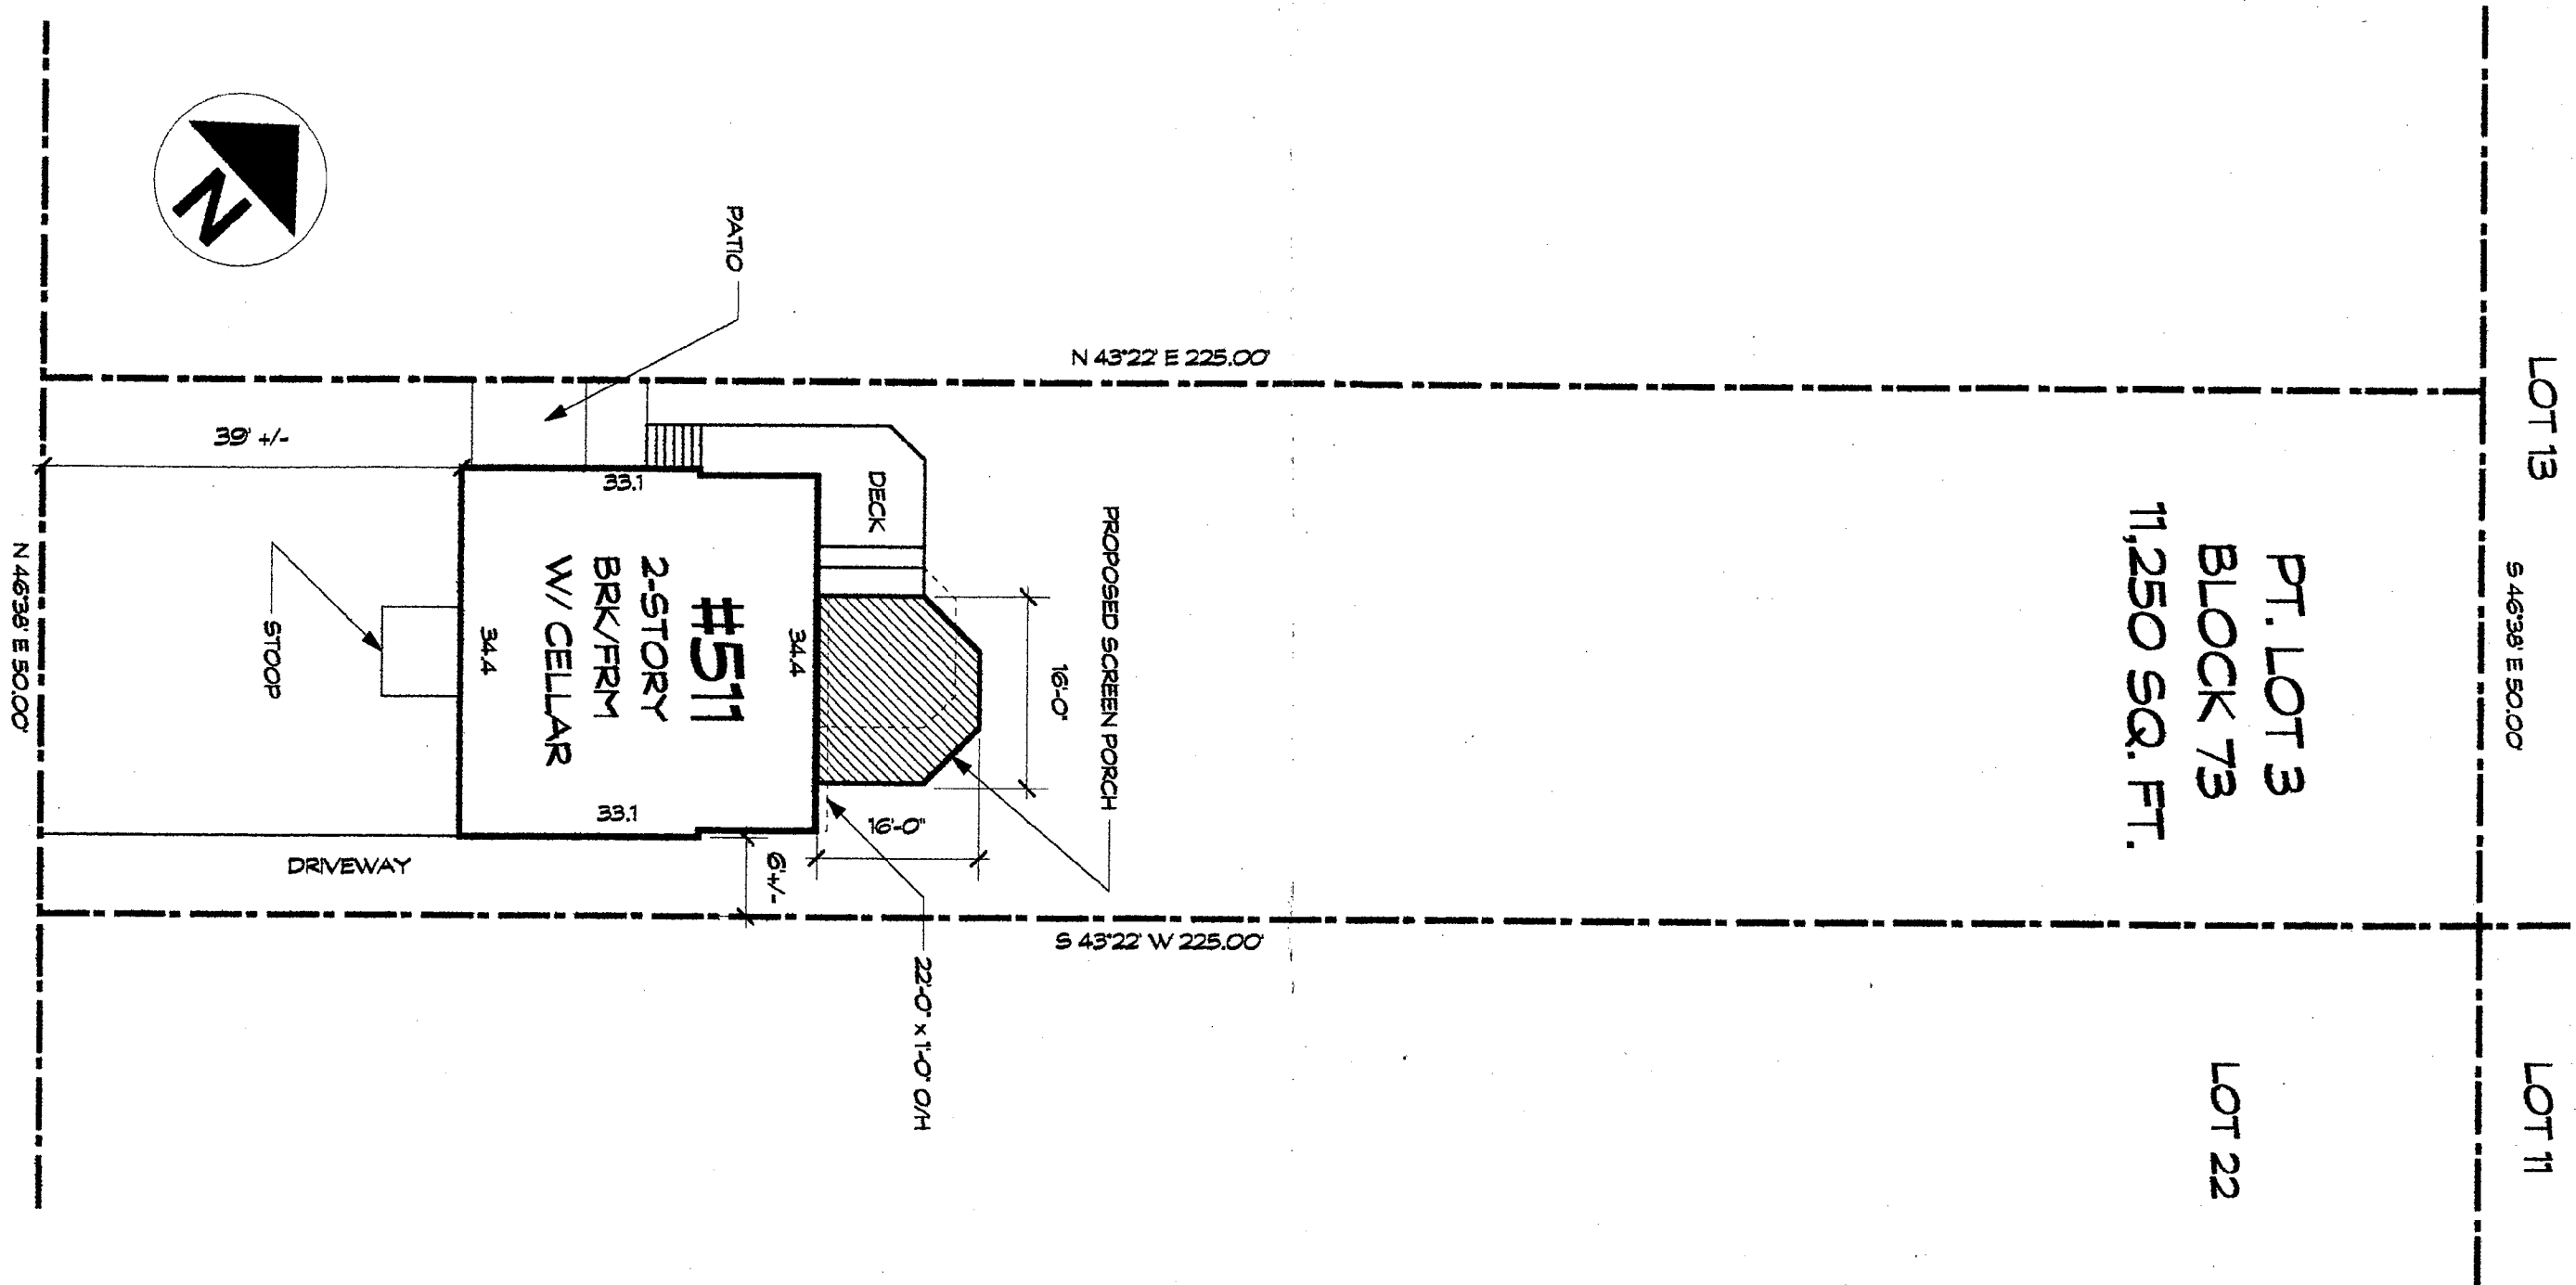 LOT 13
LOT 11
S 46°38' E 50.00'
PT. LOT 3
BLOCK 73
11,250 SQ. FT.
LOT 22
N 43°22' E 225.00'
S 43°22' W 225.00'
PROPOSED SCREEN PORCH
16'-0"
16'-0"
22'-0" x 1'-0" O/H
DECK
PATIO
6'+/-
34.4
33.1
33.1
#511
2-STORY
BRK/FRM
W/ CELLAR
34.4
DRIVEWAY
39' +/-
STOOP
N
N 46°38' E 50.00'